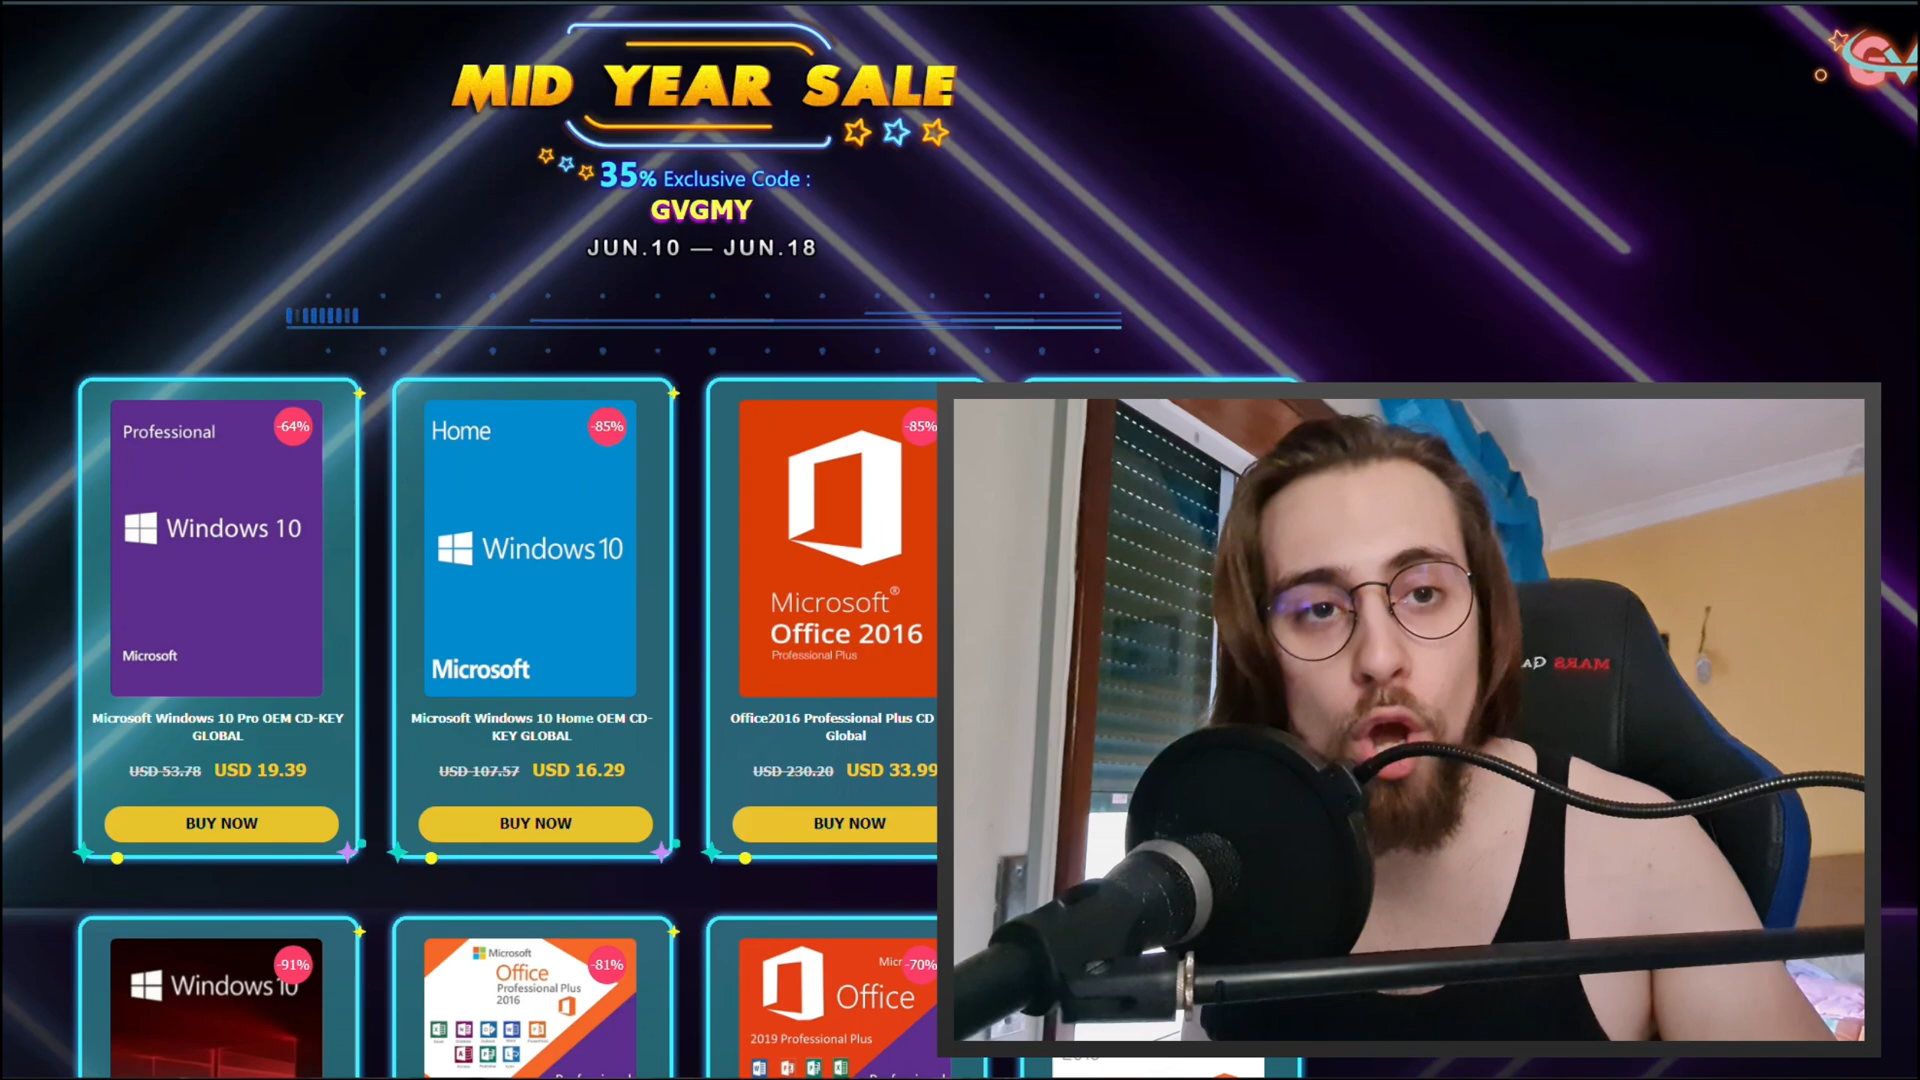 MID YEAR SALE
35% Exclusive Code :
GVGMY
JUN.10 — JUN.18
Professional
-64%
Windows 10
Microsoft
Microsoft Windows 10 Pro OEM CD-KEY
GLOBAL
USD 53.78 USD 19.39
BUY NOW
Home
-85%
Windows 10
Microsoft
Microsoft Windows 10 Home OEM CD-
KEY GLOBAL
USD 107.57 USD 16.29
BUY NOW
-85%
Microsoft®
Office 2016
Professional Plus
Office2016 Professional Plus CD
Global
USD 230.20 USD 33.99
BUY NOW
MARS GA
-91%
Windows 10
Microsoft
-81%
Office
Professional Plus
2016
Micr
-70%
Office
2019 Professional Plus